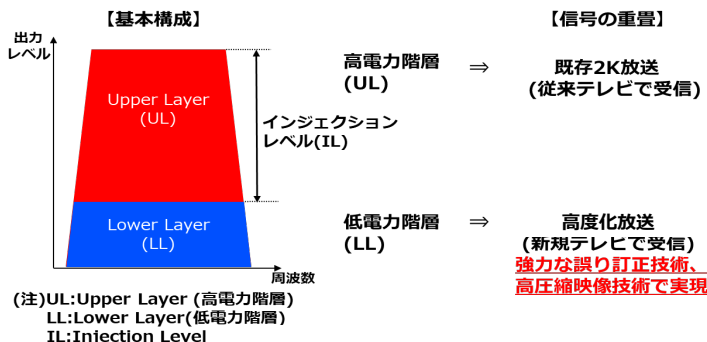 【基本構成】
【信号の重畳】
出力
レベル
Upper Layer
(UL)
インジェクション
レベル(IL)
Lower Layer
(LL)
周波数
高電力階層
(UL)
⇒
既存2K放送
(従来テレビで受信)
低電力階層
(LL)
⇒
高度化放送
(新規テレビで受信)
強力な誤り訂正技術、
高圧縮映像技術で実現
(注)UL:Upper Layer (高電力階層)
LL:Lower Layer(低電力階層)
IL:Injection Level